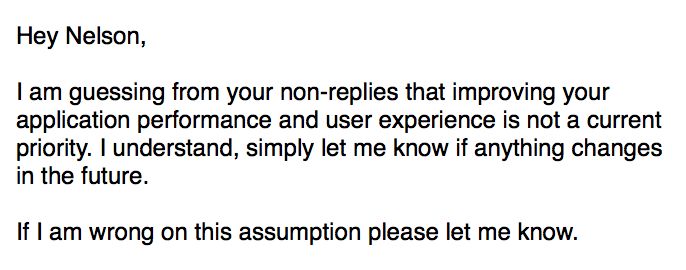 Hey Nelson,
I am guessing from your non-replies that improving your
application performance and user experience is not a current
priority. I understand, simply let me know if anything changes
in the future.
If I am wrong on this assumption please let me know.